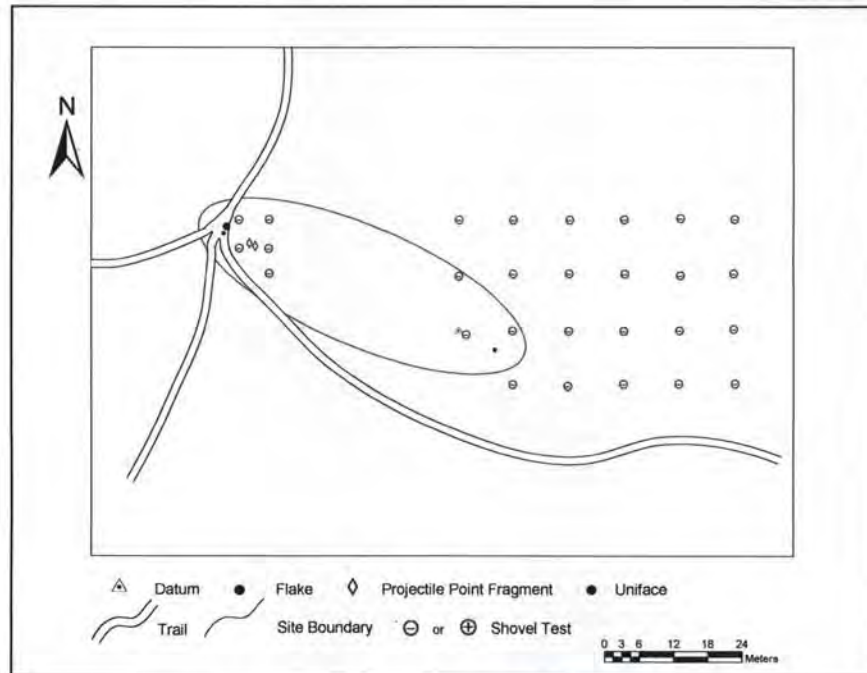 N
Datum Flake Projectile Point Fragment Uniface
Trail Site Boundary or Shovel Test
0 3 6 12 18 24
Meters